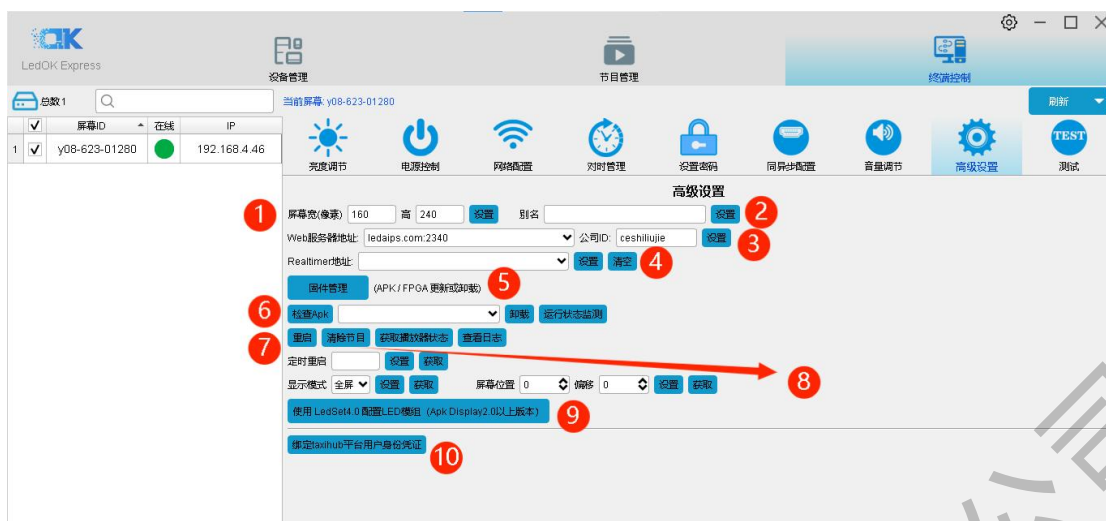 LedOK Express
设备管理
节目管理
终端控制
总数1
当前屏幕: y08-623-01280
刷新
屏幕ID 在线 IP
1 y08-623-01280 192.168.4.46
亮度调节 电源控制 网络配置 对时管理 设置密码 同异步配置 音量调节 高级设置 TEST 测试
高级设置
1 屏幕宽(像素) 160 高 240 设置 别名 设置 2
Web服务器地址: ledaips.com:2340 公司ID: ceshiliujie 设置 3
Realtimer地址: 设置 清空 4
固件管理 (APK / FPGA 更新或卸载) 5
6 检查Apk 卸载 运行状态监测
7 重启 清除节目 获取播放器状态 查看日志
8
定时重启 设置 获取
显示模式 全屏 设置 获取 屏幕位置 0 偏移 0 设置 获取
使用 LedSet4.0 配置LED模组 (Apk Display2.0以上版本) 9
绑定taxihub平台用户身份凭证 10
公司